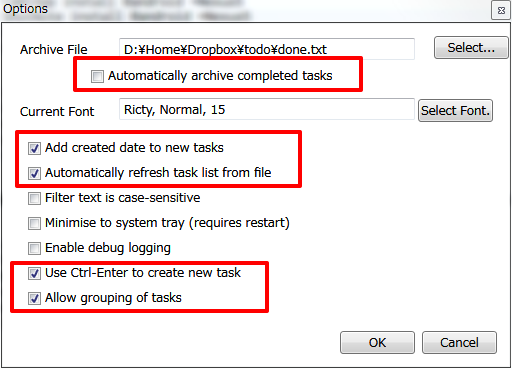 Options
Archive File
D:¥Home¥Dropbox¥todo¥done.txt
Select...
Automatically archive completed tasks
Current Font
Ricty, Normal, 15
Select Font.
Add created date to new tasks
Automatically refresh task list from file
Filter text is case-sensitive
Minimise to system tray (requires restart)
Enable debug logging
Use Ctrl-Enter to create new task
Allow grouping of tasks
OK
Cancel